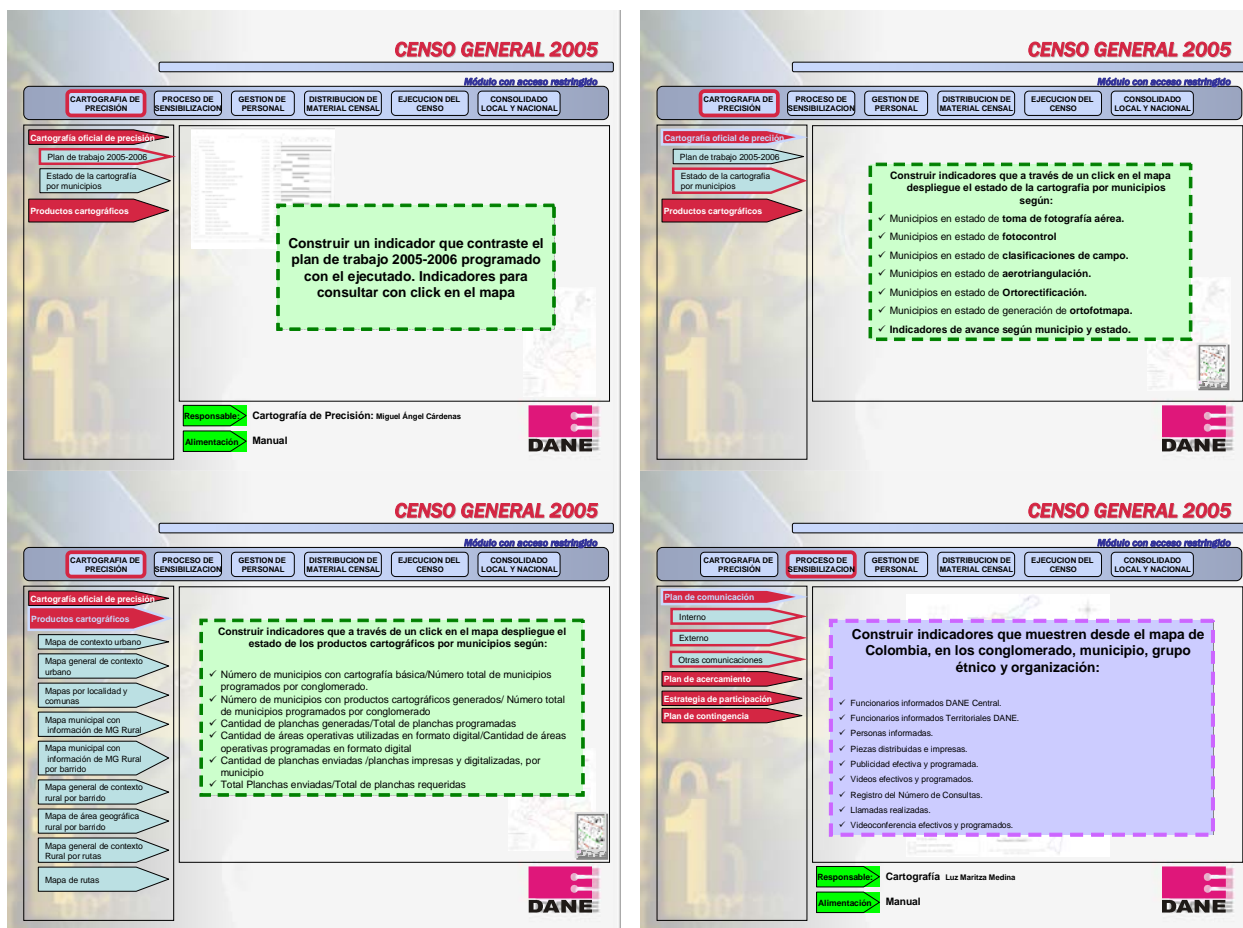 CENSO GENERAL 2005
Módulo con acceso restringido
CARTOGRAFIA DE
PRECISIÓN
PROCESO DE
SENSIBILIZACION
GESTION DE
PERSONAL
DISTRIBUCION DE
MATERIAL CENSAL
EJECUCION DEL
CENSO
CONSOLIDADO
LOCAL Y NACIONAL
Cartografía oficial de precisión
Plan de trabajo 2005-2006
Estado de la cartografía
por municipios
Productos cartográficos
Construir un indicador que contraste el
plan de trabajo 2005-2006 programado
con el ejecutado. Indicadores para
consultar con click en el mapa
Responsable:
Cartografía de Precisión: Miguel Ángel Cárdenas
Alimentación
Manual
DANE
CENSO GENERAL 2005
Módulo con acceso restringido
CARTOGRAFIA DE
PRECISIÓN
PROCESO DE
SENSIBILIZACION
GESTION DE
PERSONAL
DISTRIBUCION DE
MATERIAL CENSAL
EJECUCION DEL
CENSO
CONSOLIDADO
LOCAL Y NACIONAL
Cartografía oficial de precisión
Plan de trabajo 2005-2006
Estado de la cartografía
por municipios
Productos cartográficos
Construir indicadores que a través de un click en el mapa
despliegue el estado de la cartografía por municipios
según:
✓ Municipios en estado de toma de fotografía aérea.
✓ Municipios en estado de fotocontrol
✓ Municipios en estado de clasificaciones de campo.
✓ Municipios en estado de aerotriangulación.
✓ Municipios en estado de Ortorectificación.
✓ Municipios en estado de generación de ortofotmapa.
✓ Indicadores de avance según municipio y estado.
DANE
CENSO GENERAL 2005
Módulo con acceso restringido
CARTOGRAFIA DE
PRECISIÓN
PROCESO DE
SENSIBILIZACION
GESTION DE
PERSONAL
DISTRIBUCION DE
MATERIAL CENSAL
EJECUCION DEL
CENSO
CONSOLIDADO
LOCAL Y NACIONAL
Cartografía oficial de precisión
Productos cartográficos
Mapa de contexto urbano
Mapa general de contexto
urbano
Mapas por localidad y
comunas
Mapa municipal con
información de MG Rural
Mapa municipal con
información de MG Rural
por barrido
Mapa general de contexto
rural por barrido
Mapa de área geográfica
rural por barrido
Mapa general de contexto
Rural por rutas
Mapa de rutas
Construir indicadores que a través de un click en el mapa despliegue el
estado de los productos cartográficos por municipios según:
✓ Número de municipios con cartografía básica/Número total de municipios
programados por conglomerado.
✓ Número de municipios con productos cartográficos generados/ Número total
de municipios programados por conglomerado
✓ Cantidad de planchas generadas/Total de planchas programadas
✓ Cantidad de áreas operativas utilizadas en formato digital/Cantidad de áreas
operativas programadas en formato digital
✓ Cantidad de planchas enviadas /planchas impresas y digitalizadas, por
municipio
✓ Total Planchas enviadas/Total de planchas requeridas
DANE
CENSO GENERAL 2005
Módulo con acceso restringido
CARTOGRAFIA DE
PRECISIÓN
PROCESO DE
SENSIBILIZACION
GESTION DE
PERSONAL
DISTRIBUCION DE
MATERIAL CENSAL
EJECUCION DEL
CENSO
CONSOLIDADO
LOCAL Y NACIONAL
Plan de comunicación
Interno
Externo
Otras comunicaciones
Plan de acercamiento
Estrategia de participación
Plan de contingencia
Construir indicadores que muestren desde el mapa de
Colombia, en los conglomerado, municipio, grupo
étnico y organización:
✓ Funcionarios informados DANE Central.
✓ Funcionarios informados Territoriales DANE.
✓ Personas informadas.
✓ Piezas distribuidas e impresas.
✓ Publicidad efectiva y programada.
✓ Videos efectivos y programados.
✓ Registro del Número de Consultas.
✓ Llamadas realizadas.
✓ Videoconferencia efectivos y programados.
Responsable:
Cartografía Luz Maritza Medina
Alimentación
Manual
DANE